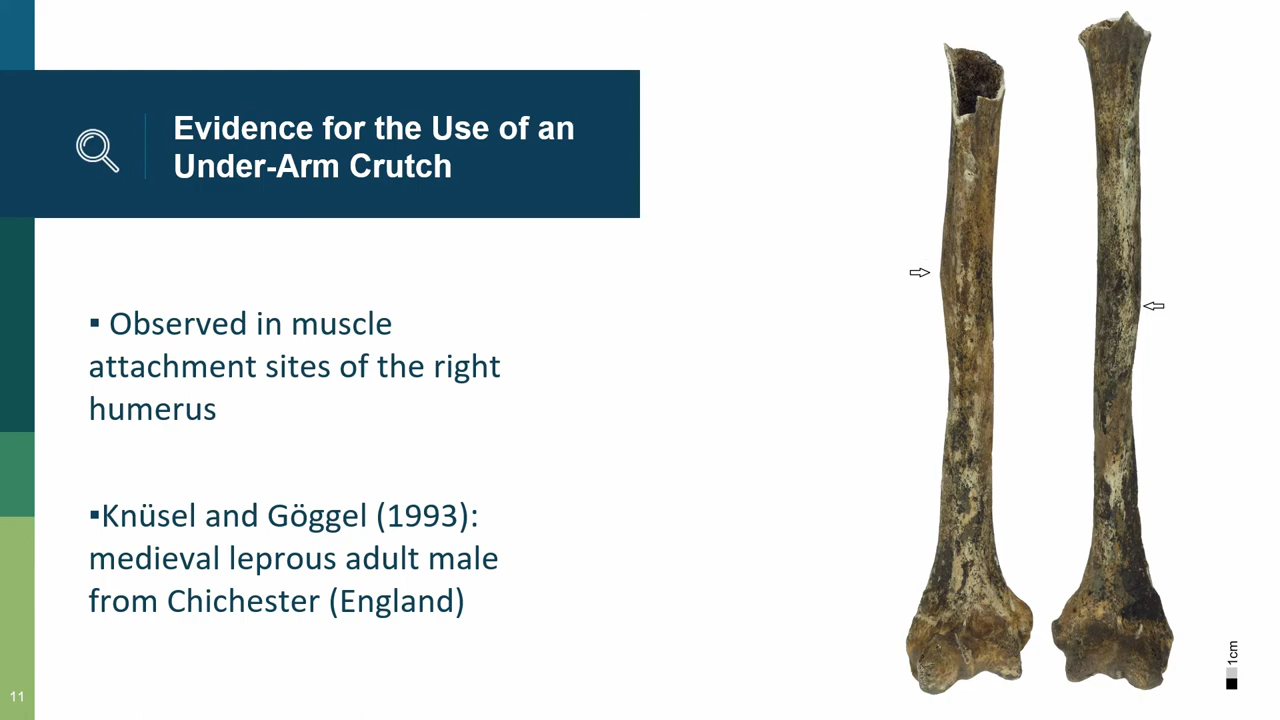 Evidence for the Use of an
Under-Arm Crutch
▪ Observed in muscle
attachment sites of the right
humerus
▪Knüsel and Göggel (1993):
medieval leprous adult male
from Chichester (England)
1cm
11